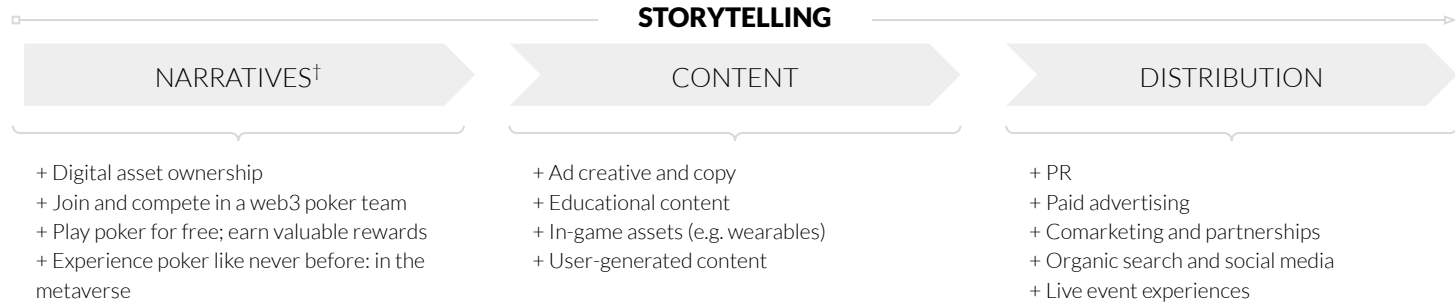 STORYTELLING
NARRATIVES†
CONTENT
DISTRIBUTION
+ Digital asset ownership
+ Join and compete in a web3 poker team
+ Play poker for free; earn valuable rewards
+ Experience poker like never before: in the
metaverse
+ Ad creative and copy
+ Educational content
+ In-game assets (e.g. wearables)
+ User-generated content
+ PR
+ Paid advertising
+ Comarketing and partnerships
+ Organic search and social media
+ Live event experiences